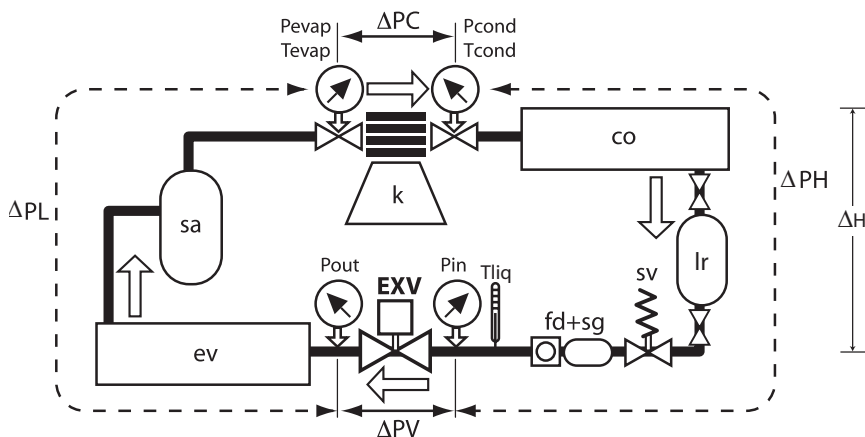 Pevap
Tevap
ΔPC
Pcond
Tcond
co
k
sa
ΔPL
ΔPH
ΔH
lr
Pout
EXV
Pin
Tliq
sv
fd+sg
ev
ΔPV